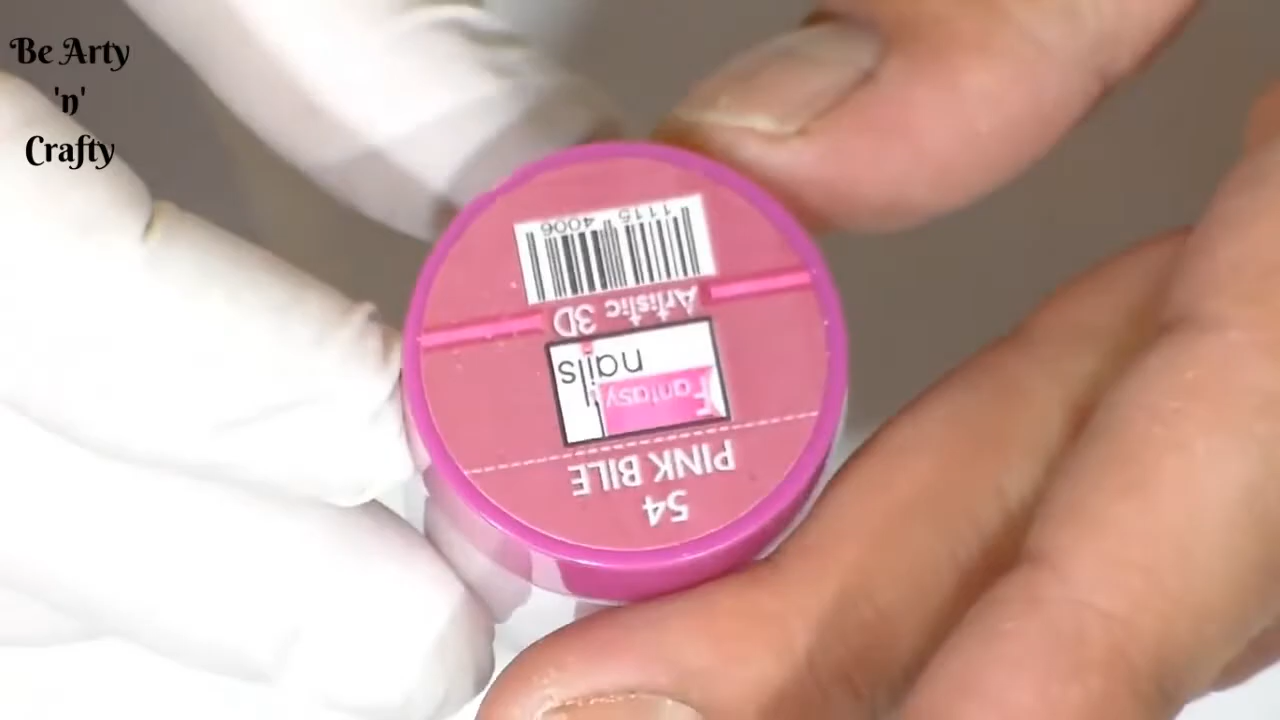 Be Arty
'n'
Crafty
54
PINK BILE
Fantasy
nails
Artistic 3D
1115 4006